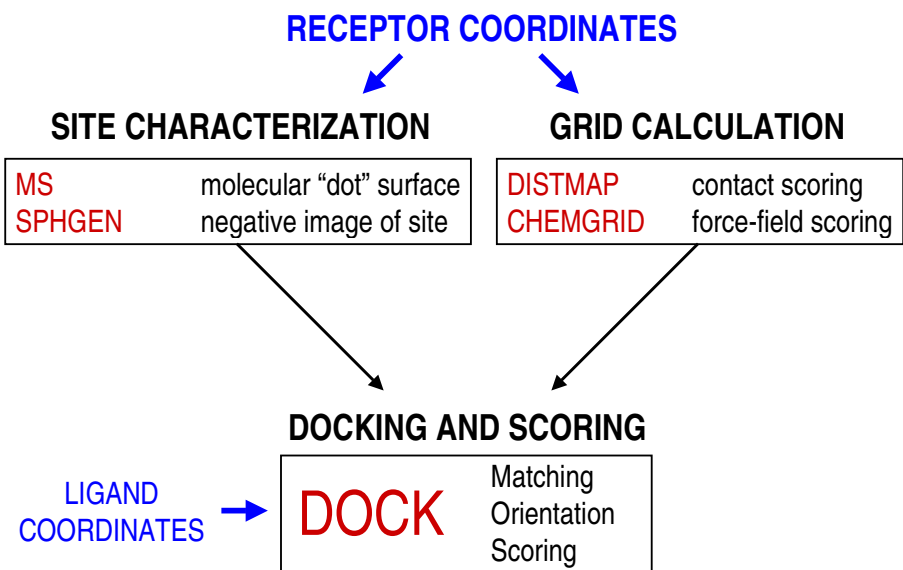 RECEPTOR COORDINATES
SITE CHARACTERIZATION
MS molecular “dot” surface
SPHGEN negative image of site
GRID CALCULATION
DISTMAP contact scoring
CHEMGRID force-field scoring
DOCKING AND SCORING
LIGAND
COORDINATES
DOCK
Matching
Orientation
Scoring